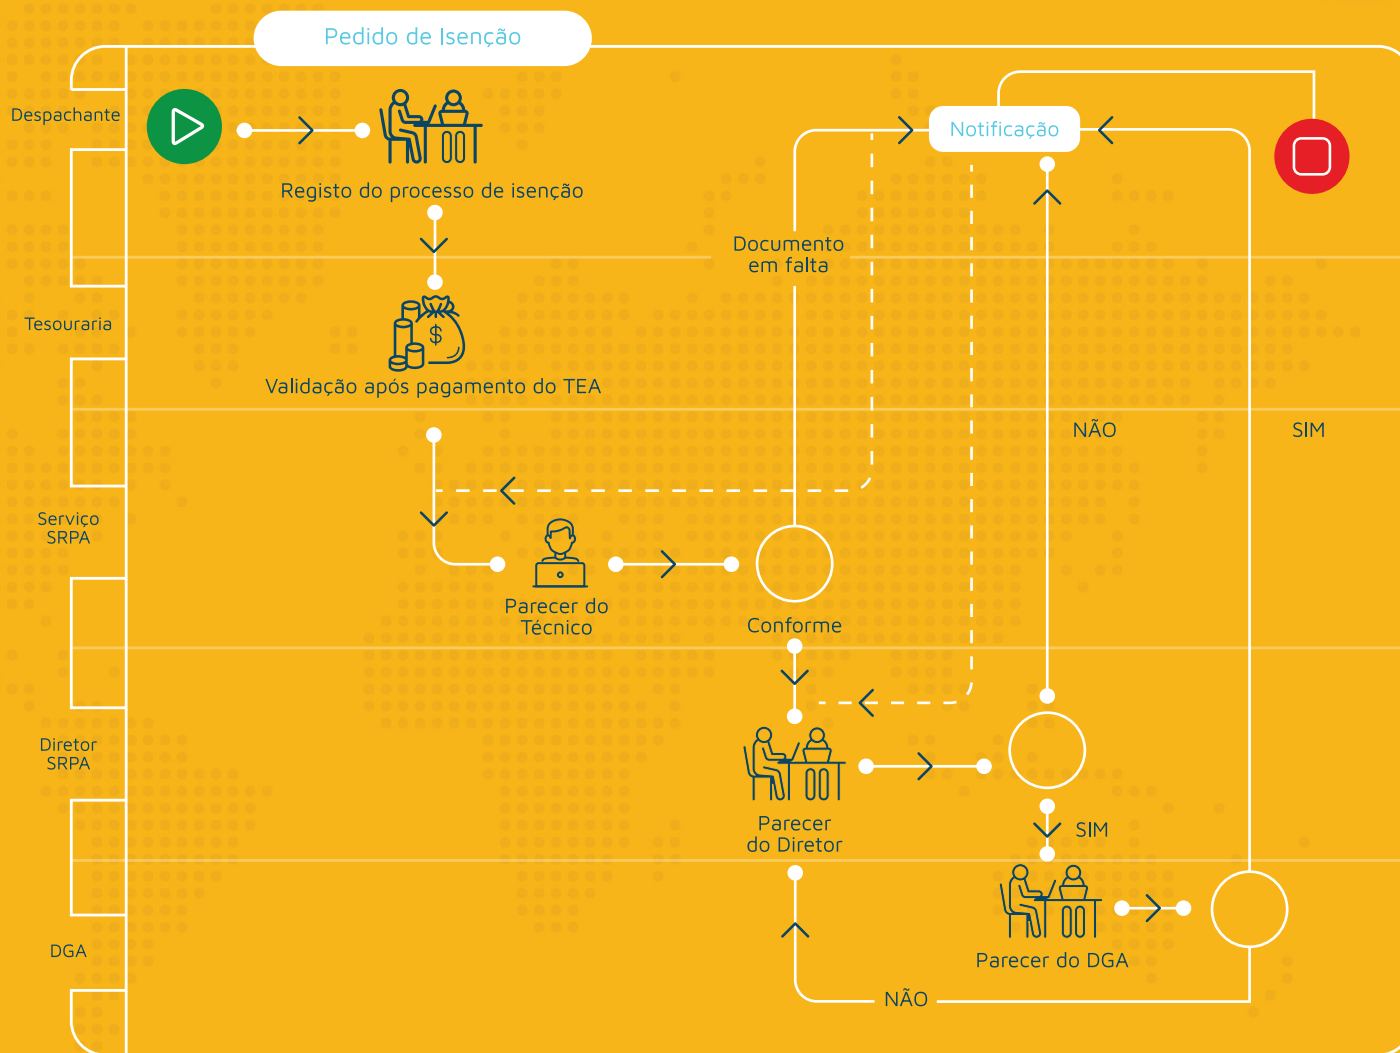 Pedido de Isenção
Despachante
Notificação
Registo do processo de isenção
Documento
em falta
Tesouraria
$
Validação após pagamento do TEA
NÃO
SIM
Serviço
SRPA
Parecer do
Técnico
Conforme
Diretor
SRPA
Parecer
do Diretor
SIM
DGA
Parecer do DGA
NÃO